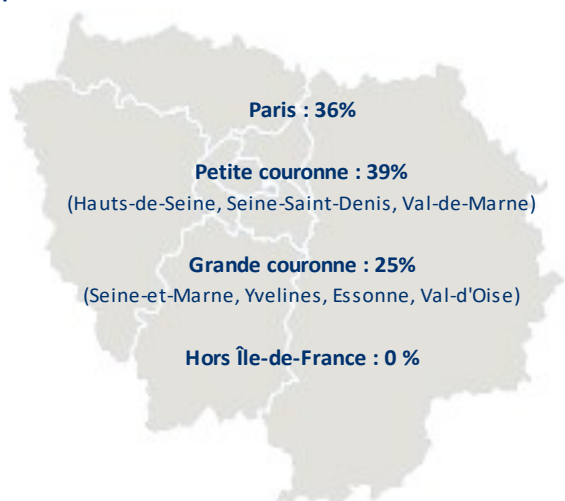 Paris : 36%
Petite couronne : 39%
(Hauts-de-Seine, Seine-Saint-Denis, Val-de-Marne)
Grande couronne : 25%
(Seine-et-Marne, Yvelines, Essonne, Val-d'Oise)
Hors Île-de-France : 0 %